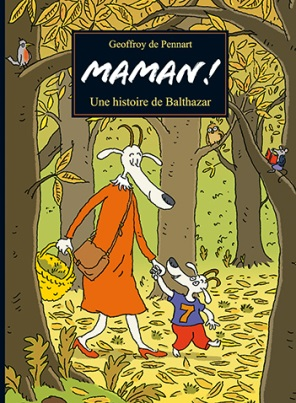 Geoffroy de Pennart
MAMAN!
Une histoire de Balthazar
7